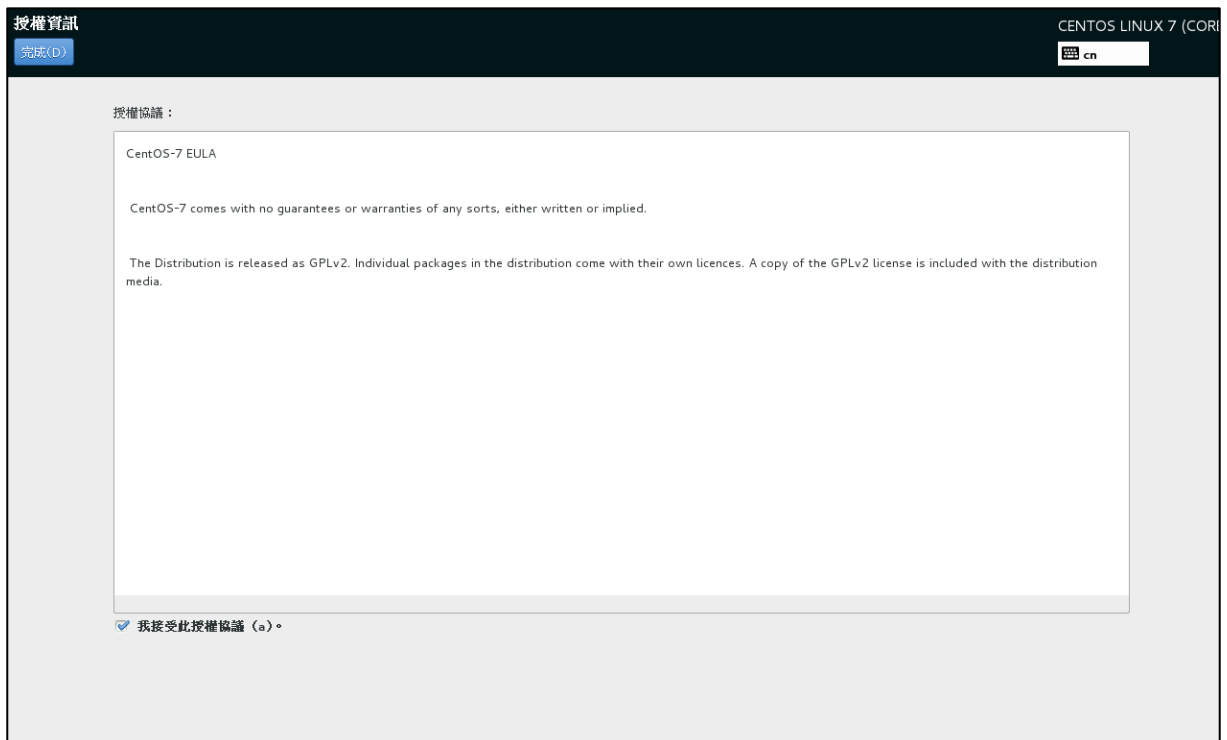 授權資訊
CENTOS LINUX 7 (CORE
完成(D)
cn
授權協議：
CentOS-7 EULA
CentOS-7 comes with no guarantees or warranties of any sorts, either written or implied.
The Distribution is released as GPLv2. Individual packages in the distribution come with their own licences. A copy of the GPLv2 license is included with the distribution
media.
我接受此授權協議（a）。